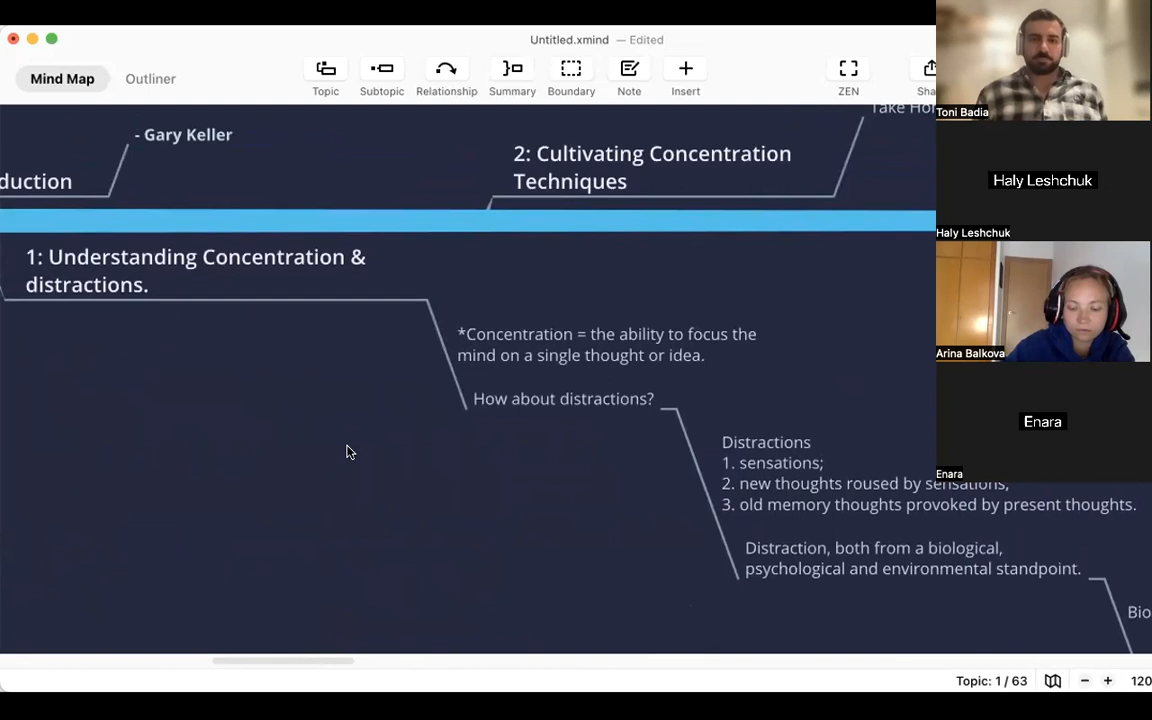 Untitled.xmind — Edited
Mind Map
Outliner
Topic
Subtopic
Relationship
Summary
Boundary
Note
Insert
ZEN
Sha
Toni Badia
Haly Leshchuk
Haly Leshchuk
Arina Balkova
Enara
Enara
- Gary Keller
duction
2: Cultivating Concentration
Techniques
Take Ho
1: Understanding Concentration &
distractions.
*Concentration = the ability to focus the
mind on a single thought or idea.
How about distractions?
Distractions
1. sensations;
2. new thoughts roused by sensations,
3. old memory thoughts provoked by present thoughts.
Distraction, both from a biological,
psychological and environmental standpoint.
Bio
Topic: 1 / 63
120